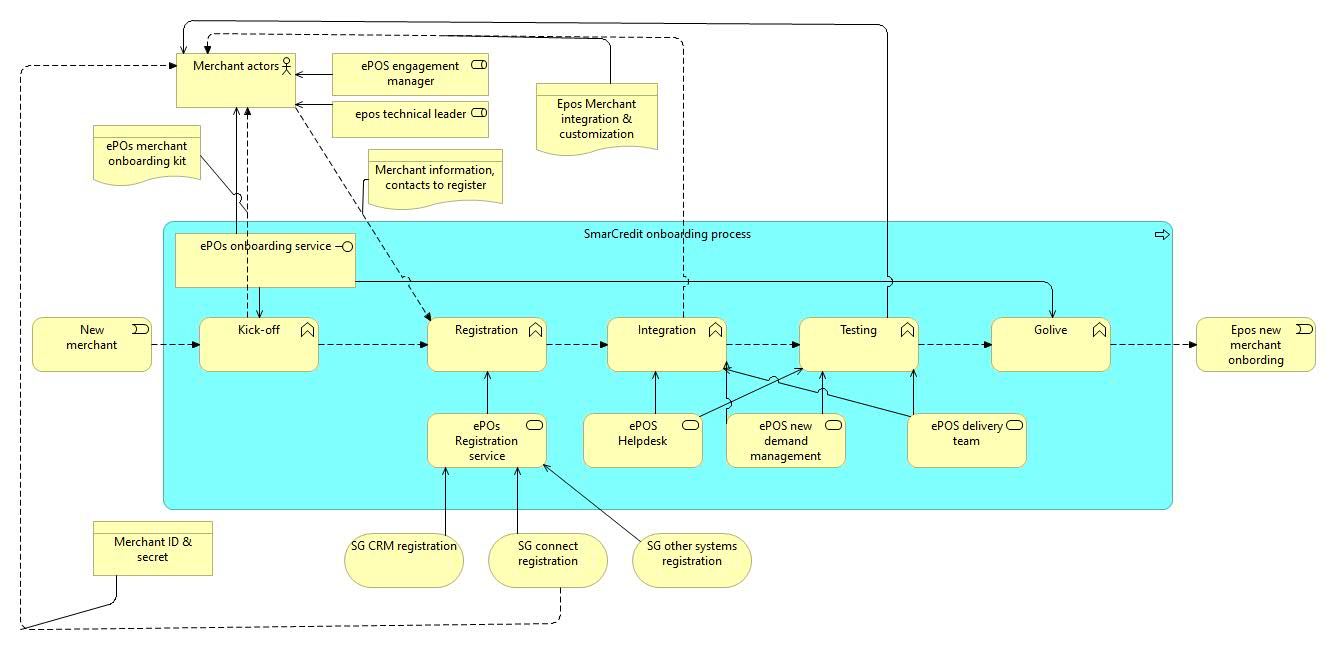 Merchant actors
ePOS engagement
manager
epos technical leader
Epos Merchant
integration &
customization
ePOs merchant
onboarding kit
Merchant information,
contacts to register
SmarCredit onboarding process
ePOs onboarding service
New
merchant
Kick-off
Registration
Integration
Testing
Golive
Epos new
merchant
onbording
ePOs
Registration
service
ePOS
Helpdesk
ePOS new
demand
management
ePOS delivery
team
Merchant ID &
secret
SG CRM registration
SG connect
registration
SG other systems
registration